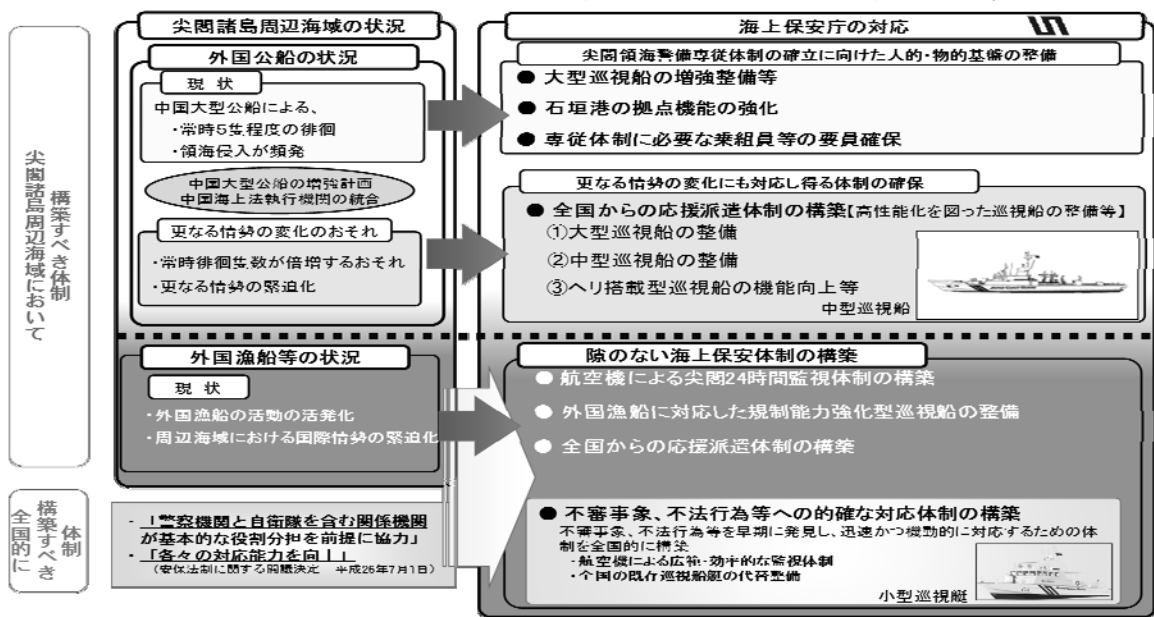 尖閣諸島周辺海域において
構築すべき体制
全国的に
構築すべき
体制
尖閣諸島周辺海域の状況
外国公船の状況
現 状
中国大型公船による、
・常時5隻程度の徘徊
・領海侵入が頻発
中国大型公船の増強計画
中国海上法執行機関の統合
更なる情勢の変化のおそれ
・常時徘徊隻数が倍増するおそれ
・更なる情勢の緊迫化
外国漁船等の状況
現 状
・外国漁船の活動の活発化
・周辺海域における国際情勢の緊迫化
・「警察機関と自衛隊を含む関係機関
が基本的な役割分担を前提に協力」
・「各々の対応能力を向上」
(安保法制に関する閣議決定 平成26年7月1日)
海上保安庁の対応
尖閣領海警備専従体制の確立に向けた人的・物的基盤の整備
● 大型巡視船の増強整備等
● 石垣港の拠点機能の強化
● 専従体制に必要な乗組員等の要員確保
更なる情勢の変化にも対応し得る体制の確保
● 全国からの応援派遣体制の構築【高性能化を図った巡視船の整備等】
①大型巡視船の整備
②中型巡視船の整備
③ヘリ搭載型巡視船の機能向上等
中型巡視船
隙のない海上保安体制の構築
● 航空機による尖閣24時間監視体制の構築
● 外国漁船に対応した規制能力強化型巡視船の整備
● 全国からの応援派遣体制の構築
● 不審事象、不法行為等への的確な対応体制の構築
不審事象、不法行為等を早期に発見し、迅速かつ機動的に対応するための体
制を全国的に構築
・航空機による広範・効率的な監視体制
・全国の既存巡視船艇の代替整備
小型巡視艇